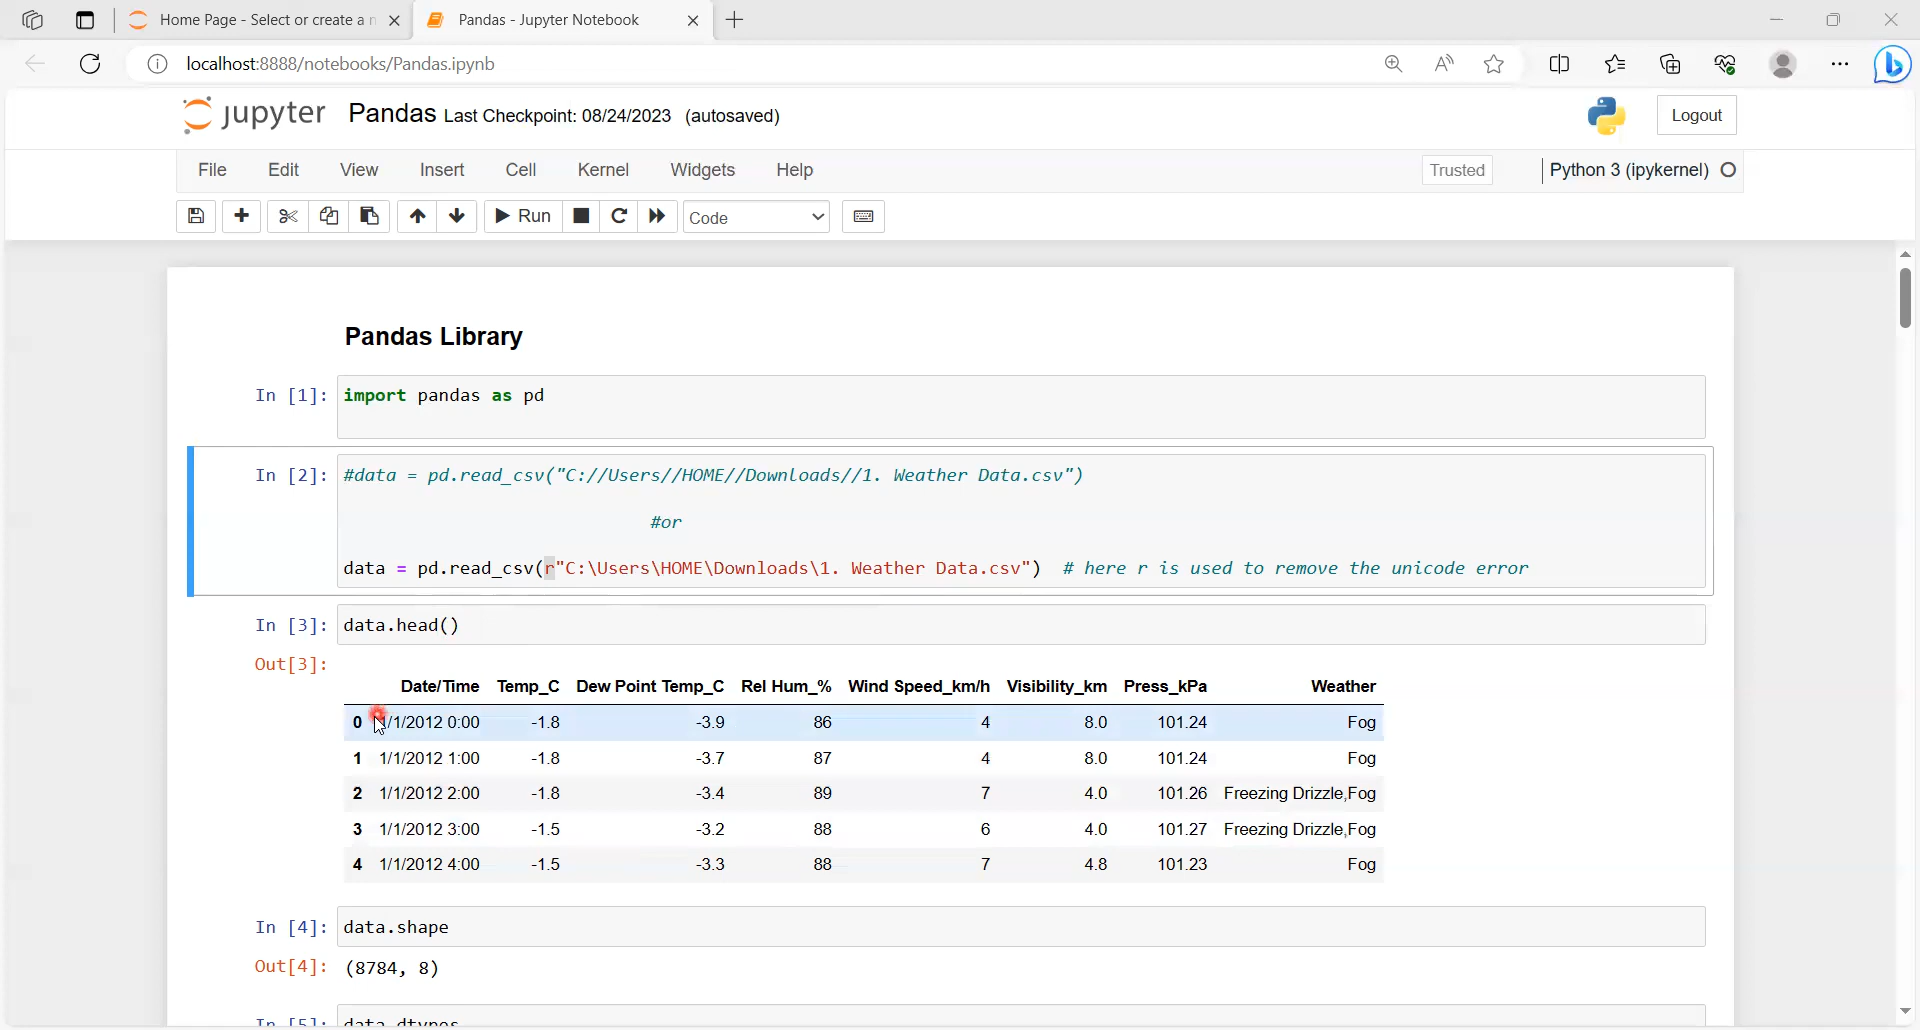 Home Page - Select or create a n
Pandas - Jupyter Notebook
localhost:8888/notebooks/Pandas.ipynb
jupyter Pandas Last Checkpoint: 08/24/2023 (autosaved)
Logout
File Edit View Insert Cell Kernel Widgets Help
Trusted
Python 3 (ipykernel)
Run
Code
Pandas Library
In [1]: import pandas as pd
In [2]: #data = pd.read_csv("C://Users//HOME//Downloads//1. Weather Data.csv")
#or
data = pd.read_csv(r"C:\Users\HOME\Downloads\1. Weather Data.csv") # here r is used to remove the unicode error
In [3]: data.head()
Out[3]:
Date/Time Temp_C Dew Point Temp_C Rel Hum_% Wind Speed_km/h Visibility_km Press_kPa Weather
0 1/1/2012 0:00 -1.8 -3.9 86 4 8.0 101.24 Fog
1 1/1/2012 1:00 -1.8 -3.7 87 4 8.0 101.24 Fog
2 1/1/2012 2:00 -1.8 -3.4 89 7 4.0 101.26 Freezing Drizzle,Fog
3 1/1/2012 3:00 -1.5 -3.2 88 6 4.0 101.27 Freezing Drizzle,Fog
4 1/1/2012 4:00 -1.5 -3.3 88 7 4.8 101.23 Fog
In [4]: data.shape
Out[4]: (8784, 8)
In [5]: data.dtypes